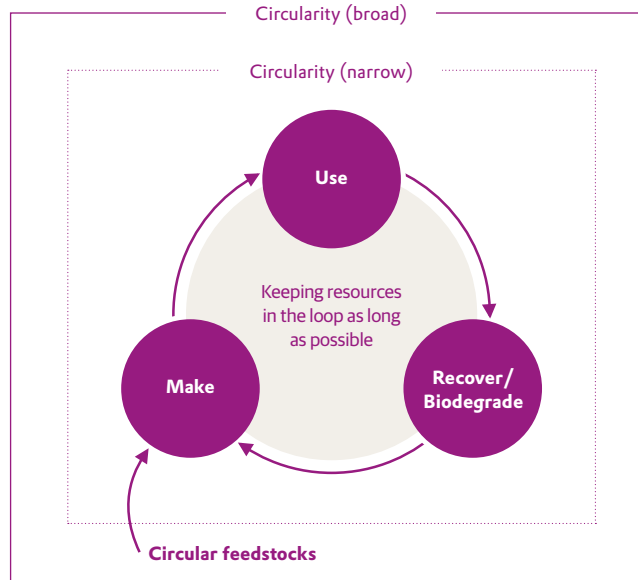 Circularity (broad)
Circularity (narrow)
Use
Keeping resources
in the loop as long
as possible
Make
Recover/
Biodegrade
Circular feedstocks